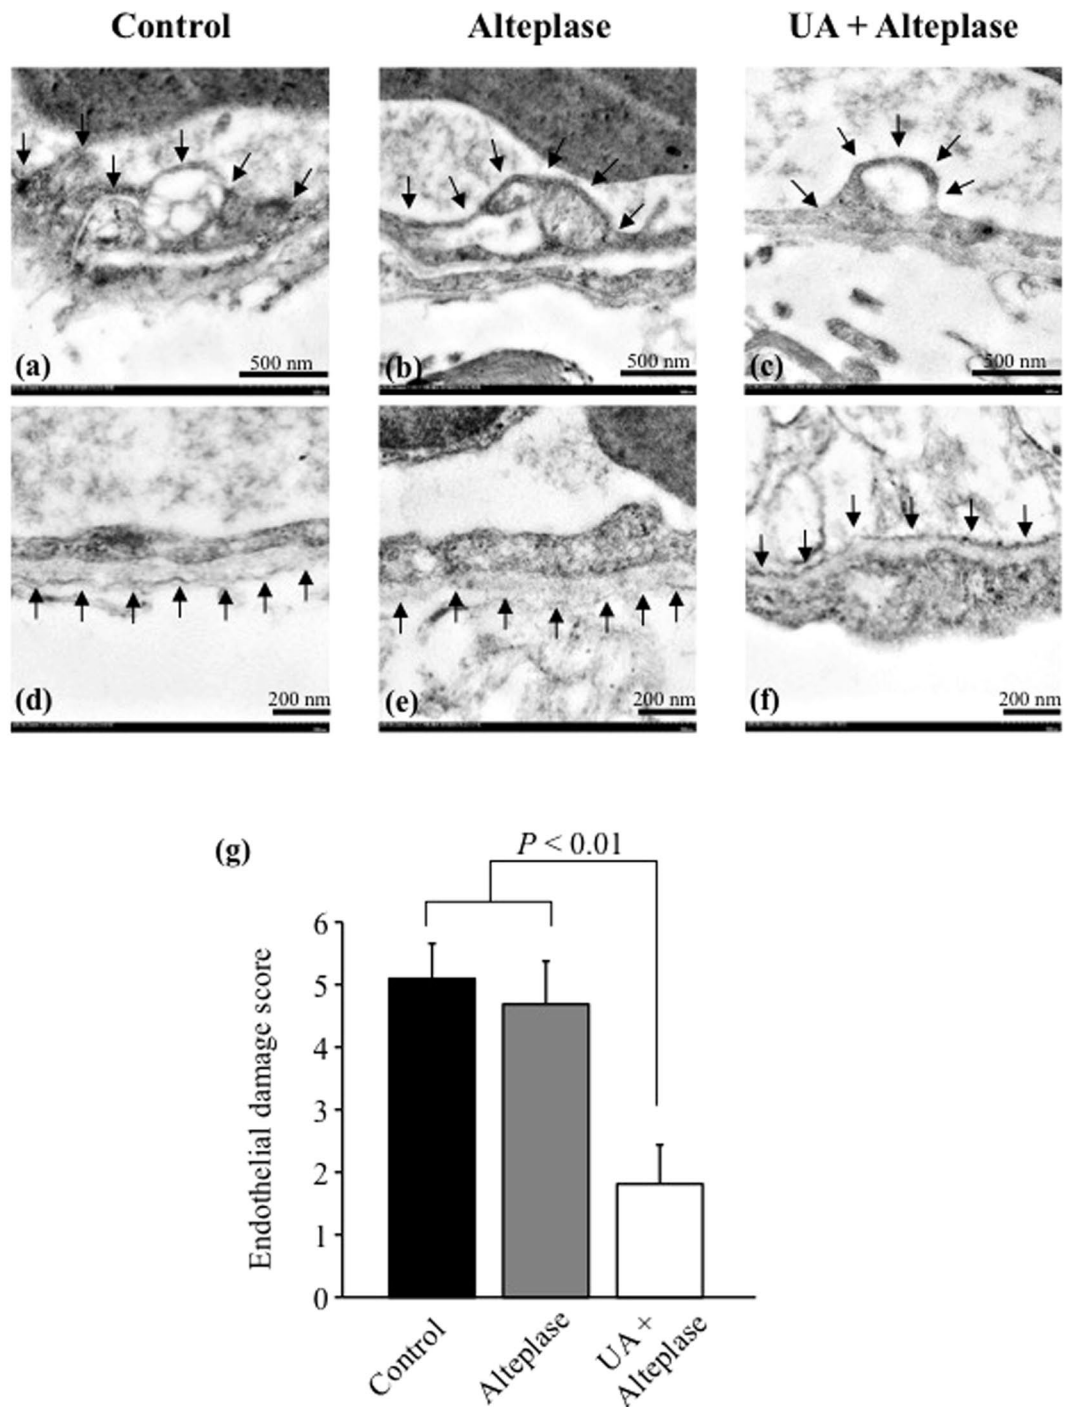 Control Alteplase UA + Alteplase
(a) 500 nm (b) 500 nm (c) 500 nm
(d) 200 nm (e) 200 nm (f) 200 nm
(g)
P < 0.01
Endothelial damage score
6
5
4
3
2
1
0
Control
Alteplase
UA +
Alteplase